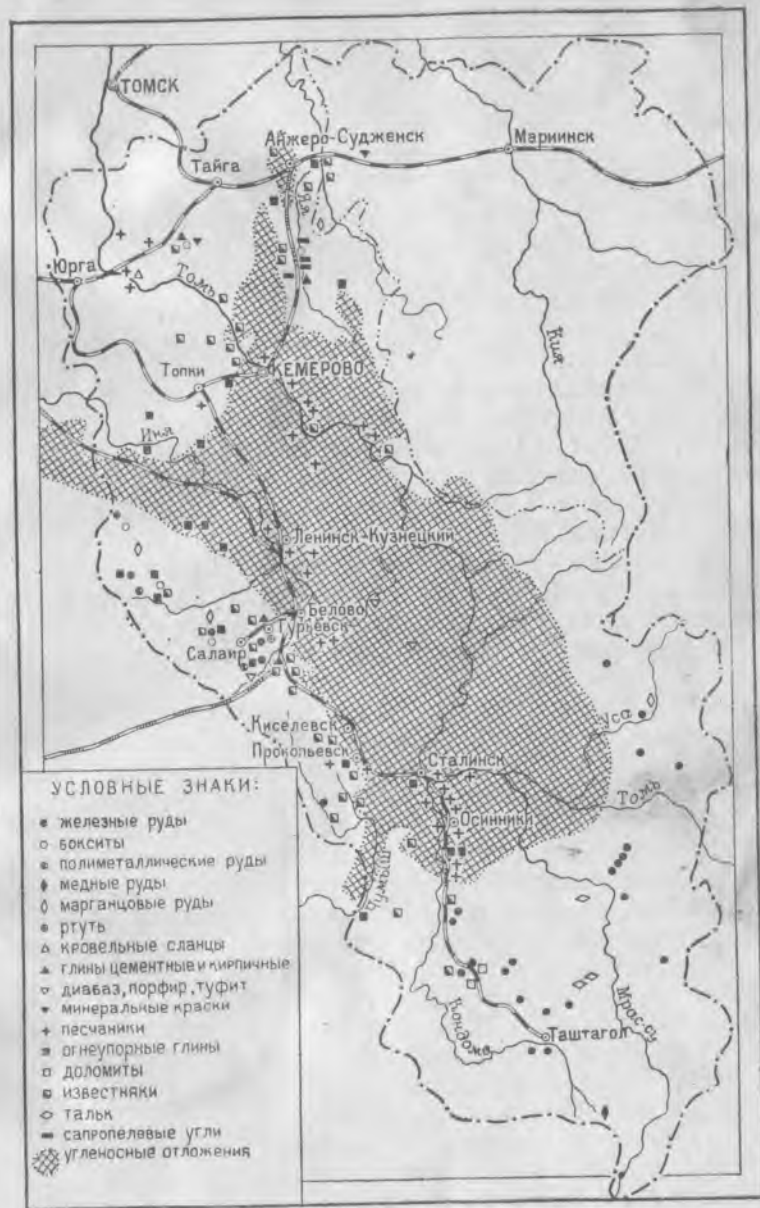 ТОМСК
Анжеро-Судженск
Мариинск
Тайга
Яя
Юрга
Томь
Кия
Топки
КЕМЕРОВО
Иня
Ленинск-Кузнецкий
Белово
Гурьевск
Салаир
Уса
Киселевск
Прокопьевск
Сталинск
Томь
Осинники
Чумыш
Кондома
Мрас-су
Таштагол
УСЛОВНЫЕ ЗНАКИ:
железные руды
бокситы
полиметаллические руды
медные руды
марганцовые руды
ртуть
кровельные сланцы
глины цементные и кирпичные
диабаз, порфир, туфит
минеральные краски
песчаники
огнеупорные глины
доломиты
известняки
тальк
сапропелевые угли
угленосные отложения